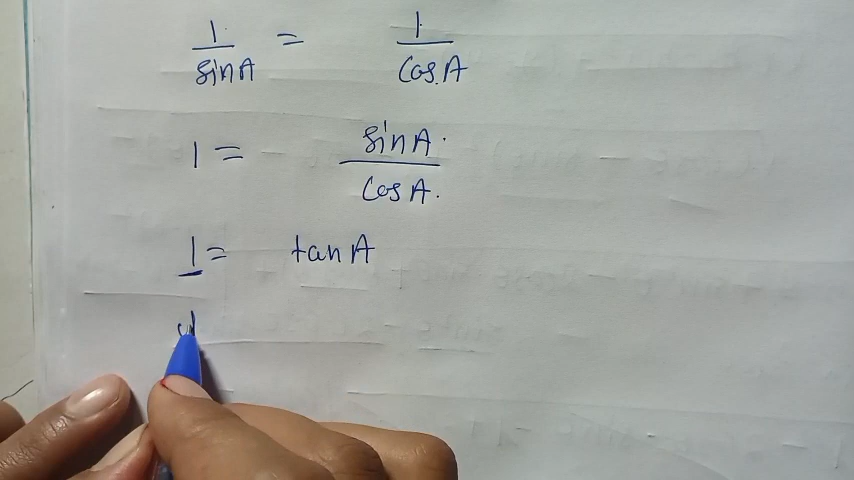 1/sinA = 1/cosA
1 = sinA/cosA
1 = tanA